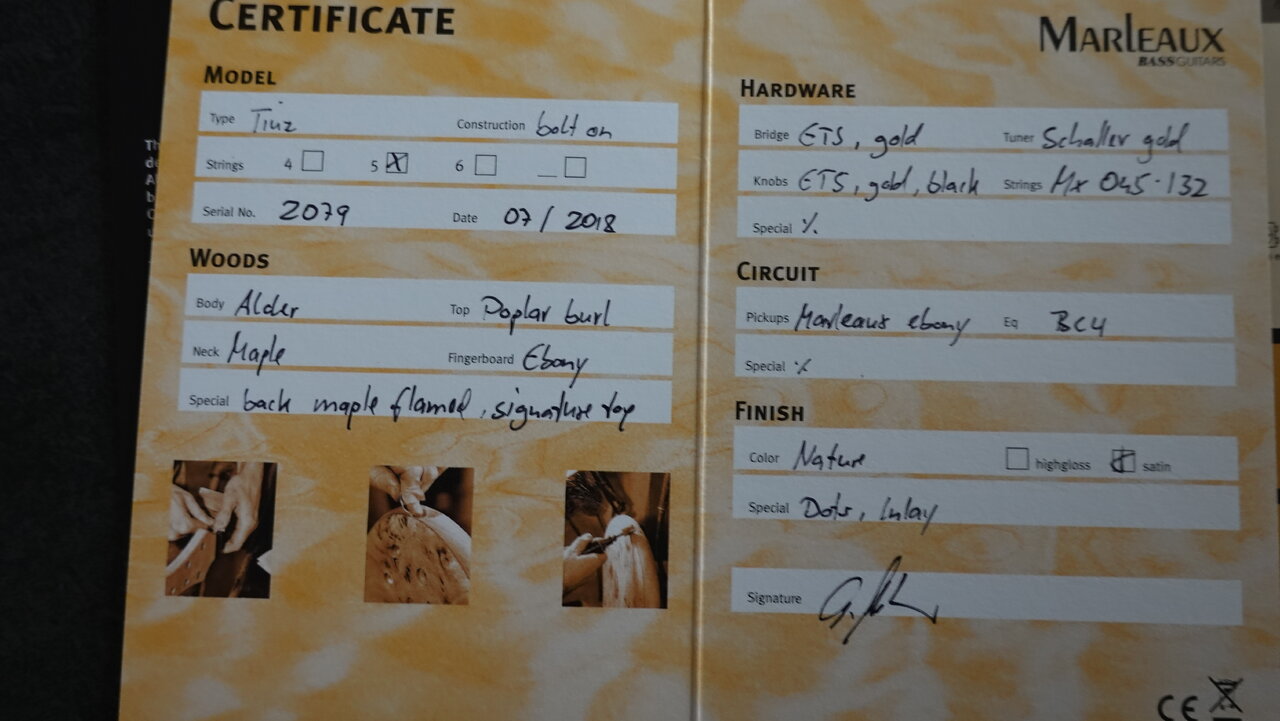 CERTIFICATE
MODEL
Type Tiuz Construction bolt on
Strings 4 5 6
Serial No. 2079 Date 07/2018
WOODS
Body Alder Top Poplar burl
Neck Maple Fingerboard Ebony
Special back maple flamed, signature top
MARLEAUX
BASSGUITARS
HARDWARE
Bridge ETS, gold Tuner Schaller gold
Knobs ETS, gold, black Strings Mx 045-132
Special %
CIRCUIT
Pickups Marleaux ebony Eq BC4
Special %
FINISH
Color Nature highgloss satin
Special Dots, Inlay
Signature
CE